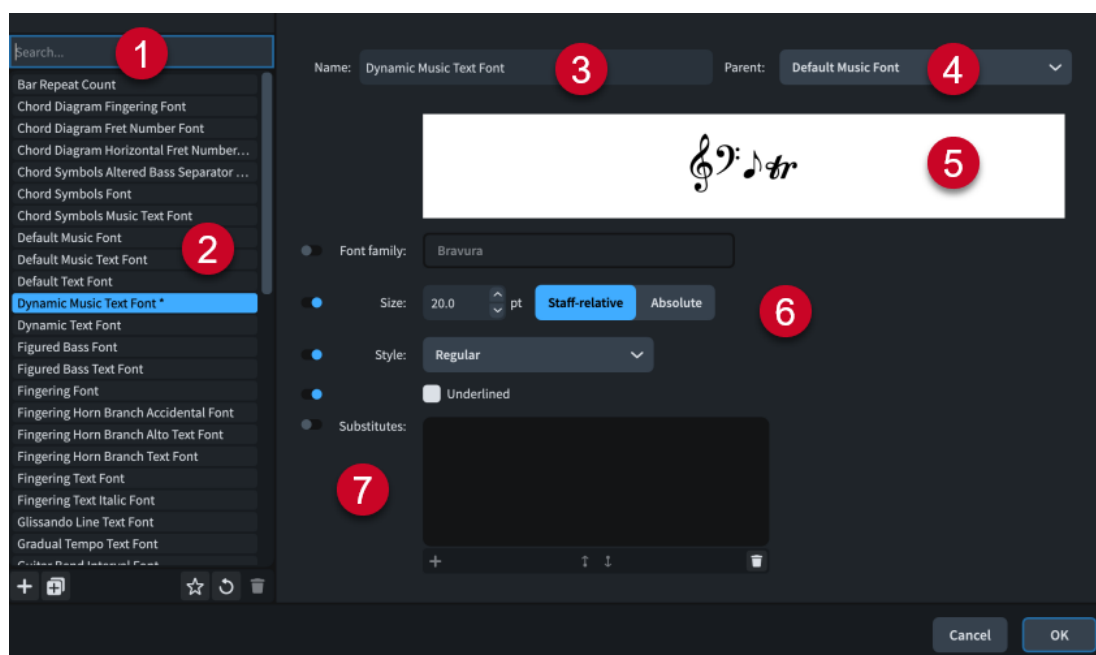 Search...
1
Bar Repeat Count
Chord Diagram Fingering Font
Chord Diagram Fret Number Font
Chord Diagram Horizontal Fret Number...
Chord Symbols Altered Bass Separator ...
Chord Symbols Font
Chord Symbols Music Text Font
Default Music Font
2
Default Music Text Font
Default Text Font
Dynamic Music Text Font *
Dynamic Text Font
Figured Bass Font
Figured Bass Text Font
Fingering Font
Fingering Horn Branch Accidental Font
Fingering Horn Branch Alto Text Font
Fingering Horn Branch Text Font
Fingering Text Font
Fingering Text Italic Font
Glissando Line Text Font
Gradual Tempo Text Font
Guitar Bend Interval Font
Name: Dynamic Music Text Font 3 Parent: Default Music Font 4
tr 5
Font family: Bravura
Size: 20.0 pt Staff-relative Absolute 6
Style: Regular
Underlined
Substitutes:
7
Cancel OK